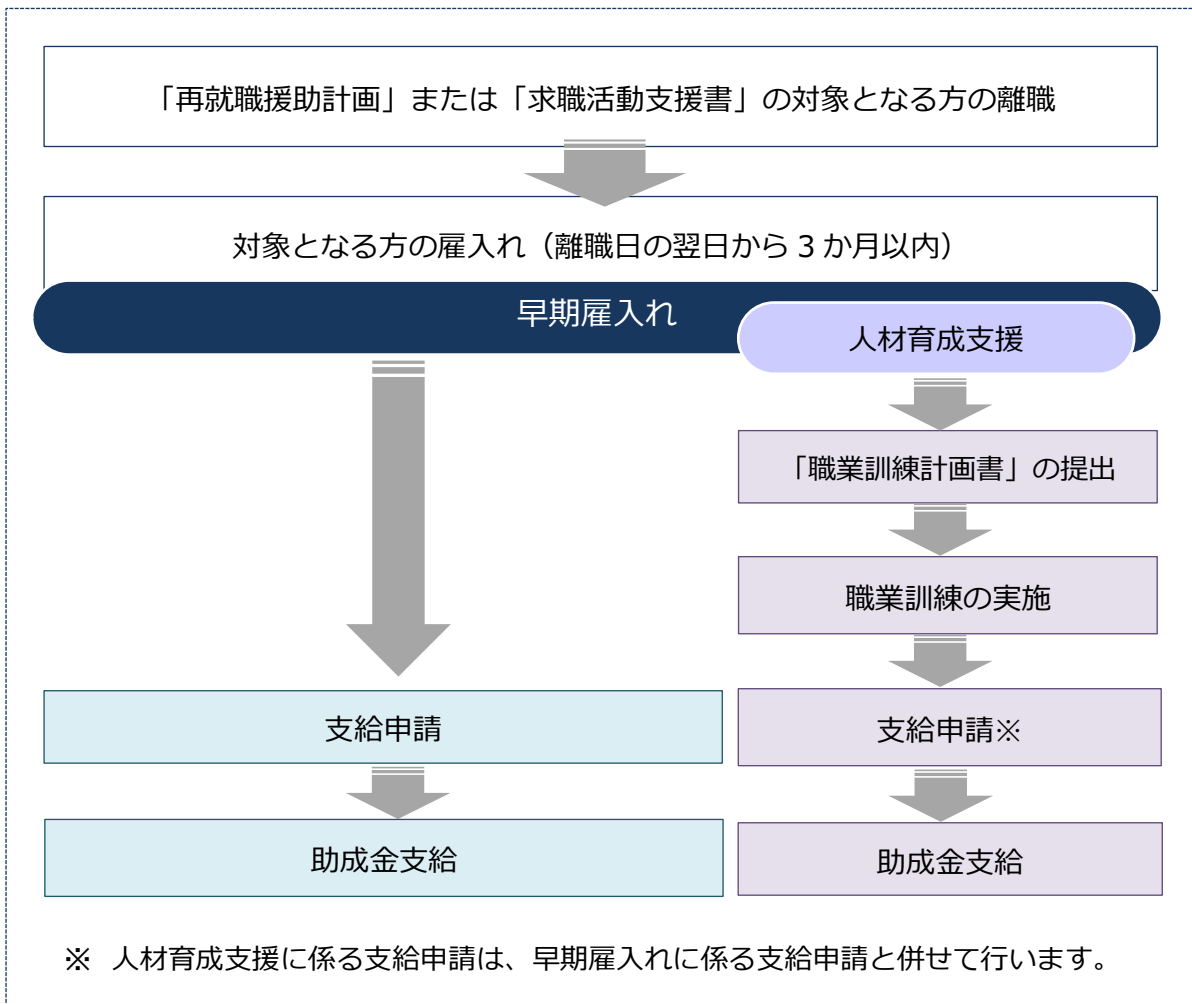 「再就職援助計画」または「求職活動支援書」の対象となる方の離職
対象となる方の雇入れ（離職日の翌日から３か月以内）
早期雇入れ
人材育成支援
「職業訓練計画書」の提出
職業訓練の実施
支給申請
支給申請※
助成金支給
助成金支給
※　人材育成支援に係る支給申請は、早期雇入れに係る支給申請と併せて行います。